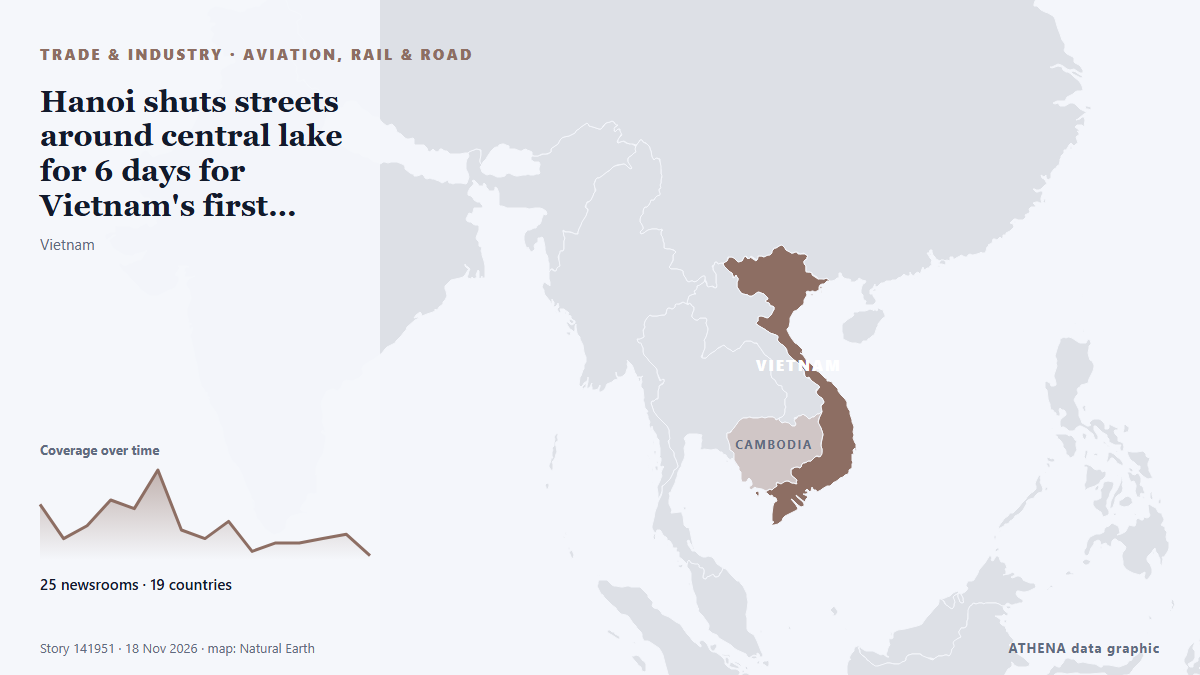 TRADE & INDUSTRY · AVIATION, RAIL & ROAD
Hanoi shuts streets
around central lake
for 6 days for
Vietnam's first...
Vietnam
VIETNAM
CAMBODIA
Coverage over time
25 newsrooms · 19 countries
Story 141951 · 18 Nov 2026 · map: Natural Earth
ATHENA data graphic